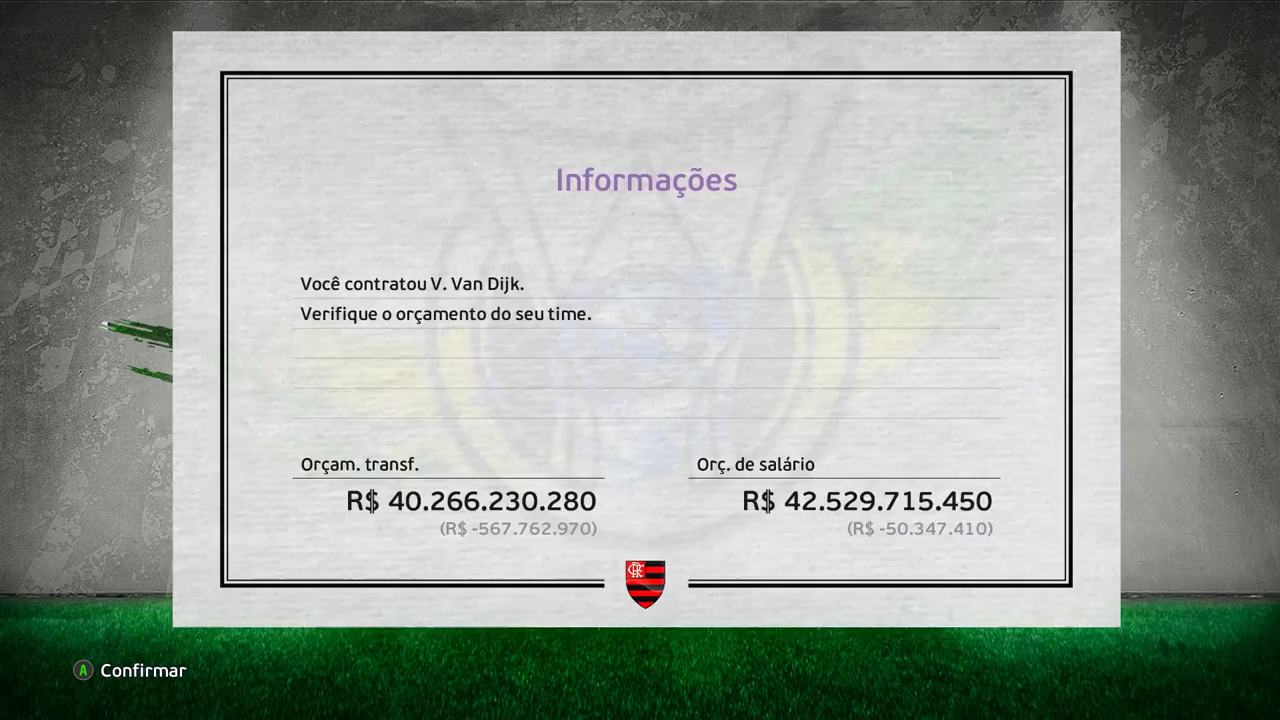 Informações
Você contratou V. Van Dijk.
Verifique o orçamento do seu time.
Orçam. transf.
R$ 40.266.230.280
(R$ -567.762.970)
Orç. de salário
R$ 42.529.715.450
(R$ -50.347.410)
A Confirmar